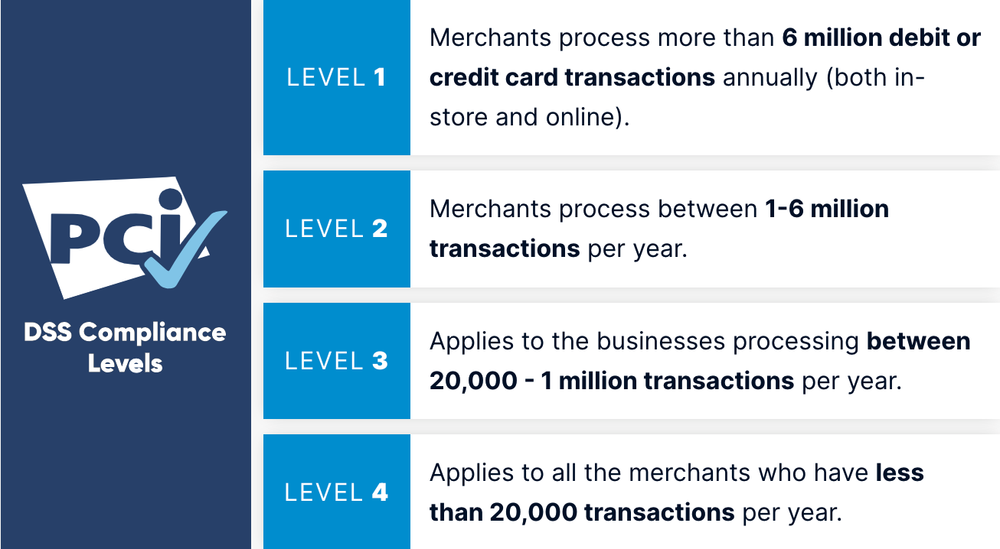 PCi
DSS Compliance
Levels
LEVEL 1
Merchants process more than 6 million debit or
credit card transactions annually (both in-
store and online).
LEVEL 2
Merchants process between 1-6 million
transactions per year.
LEVEL 3
Applies to the businesses processing between
20,000 - 1 million transactions per year.
LEVEL 4
Applies to all the merchants who have less
than 20,000 transactions per year.